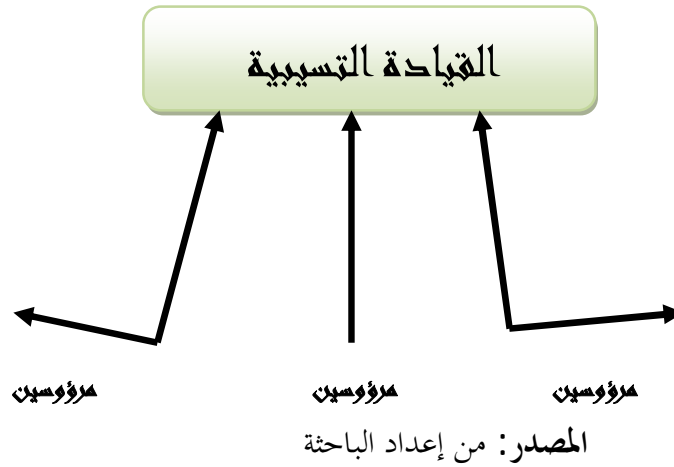 القيادة التسيبية
مرؤوسين
مرؤوسين
مرؤوسين
المصدر: من إعداد الباحثة